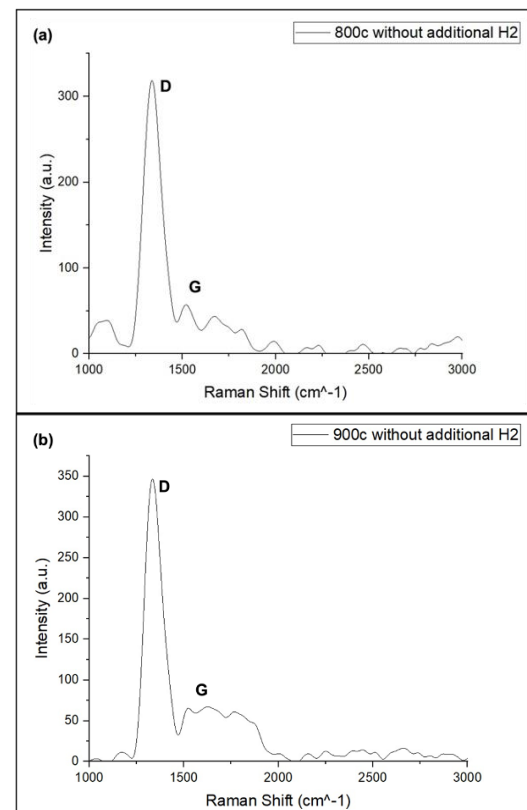 (a)
800c without additional H2
D
G
300
200
100
0
Intensity (a.u.)
1000 1500 2000 2500 3000
Raman Shift (cm^-1)
(b)
900c without additional H2
D
G
350
300
250
200
150
100
50
0
Intensity (a.u.)
1000 1500 2000 2500 3000
Raman Shift (cm^-1)